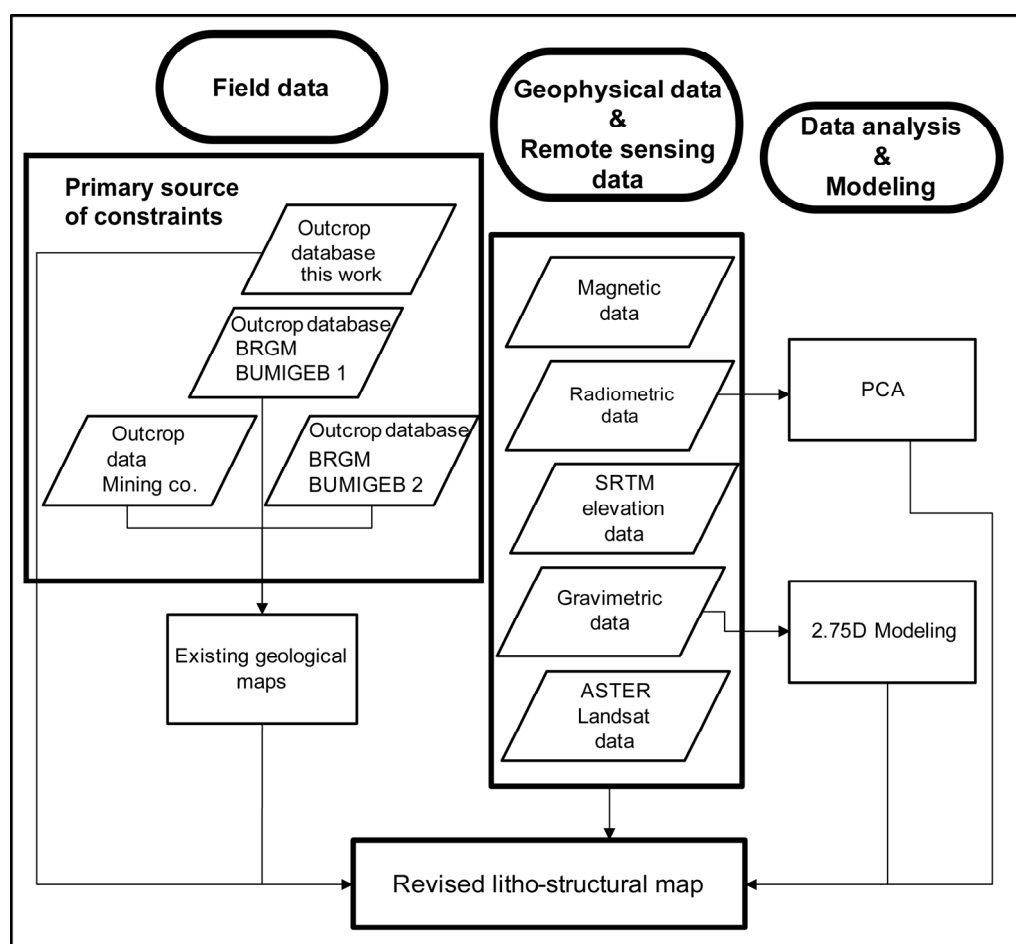 Field data
Geophysical data
&
Remote sensing
data
Data analysis
&
Modeling
Primary source
of constraints
Outcrop
database
this work
Outcrop database
BRGM
BUMIGEB 1
Outcrop
data
Mining co.
Outcrop database
BRGM
BUMIGEB 2
Existing geological
maps
Magnetic
data
Radiometric
data
SRTM
elevation
data
Gravimetric
data
ASTER
Landsat
data
PCA
2.75D Modeling
Revised litho-structural map